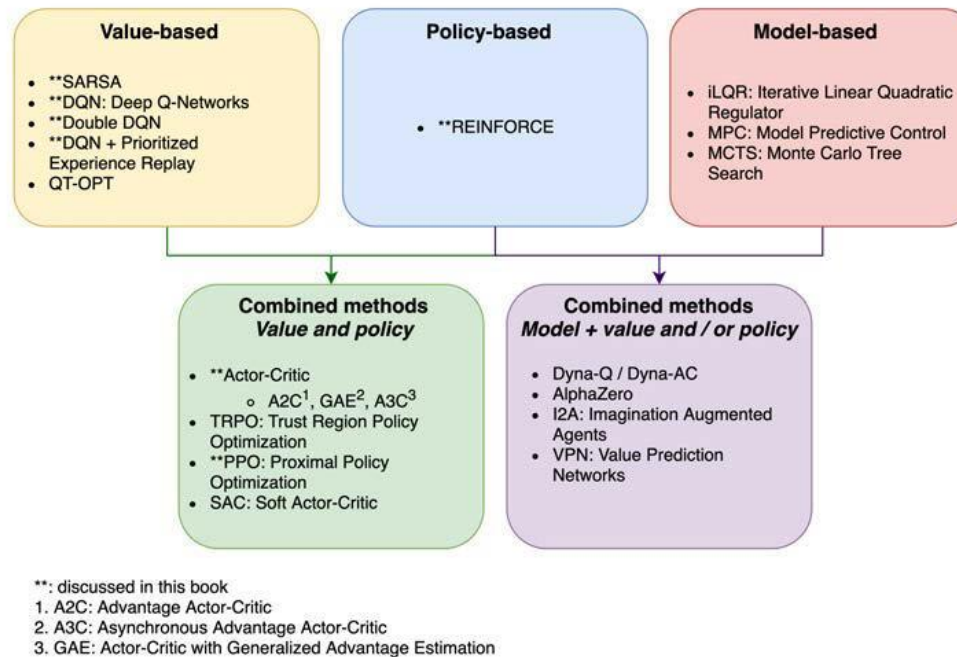 Value-based
**SARSA
**DQN: Deep Q-Networks
**Double DQN
**DQN + Prioritized
Experience Replay
QT-OPT
Policy-based
**REINFORCE
Model-based
iLQR: Iterative Linear Quadratic
Regulator
MPC: Model Predictive Control
MCTS: Monte Carlo Tree
Search
Combined methods
Value and policy
**Actor-Critic
A2C¹, GAE², A3C³
TRPO: Trust Region Policy
Optimization
**PPO: Proximal Policy
Optimization
SAC: Soft Actor-Critic
Combined methods
Model + value and / or policy
Dyna-Q / Dyna-AC
AlphaZero
I2A: Imagination Augmented
Agents
VPN: Value Prediction
Networks
**: discussed in this book
1. A2C: Advantage Actor-Critic
2. A3C: Asynchronous Advantage Actor-Critic
3. GAE: Actor-Critic with Generalized Advantage Estimation